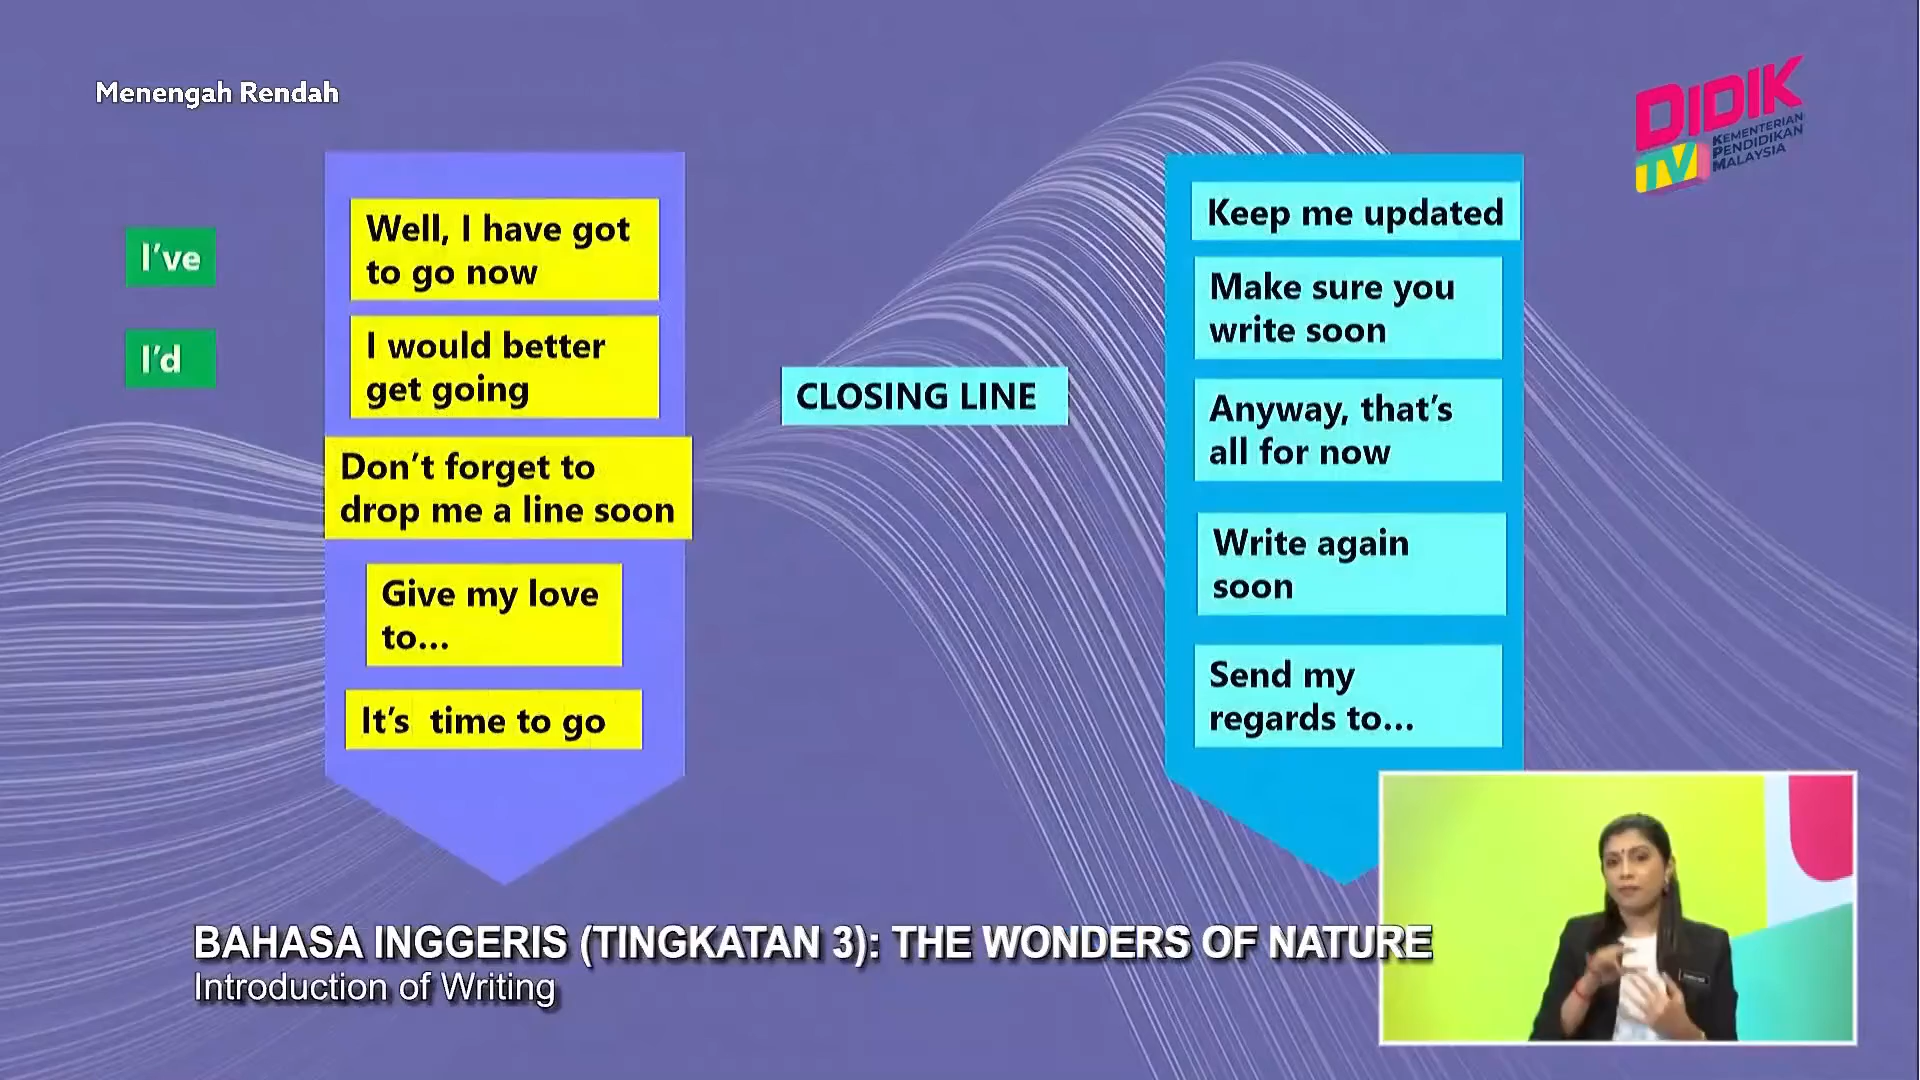 Menengah Rendah
DIDIK
TV
KEMENTERIAN
PENDIDIKAN
MALAYSIA
I've
I'd
Well, I have got
to go now
I would better
get going
Don't forget to
drop me a line soon
Give my love
to...
It's time to go
CLOSING LINE
Keep me updated
Make sure you
write soon
Anyway, that's
all for now
Write again
soon
Send my
regards to...
BAHASA INGGERIS (TINGKATAN 3): THE WONDERS OF NATURE
Introduction of Writing